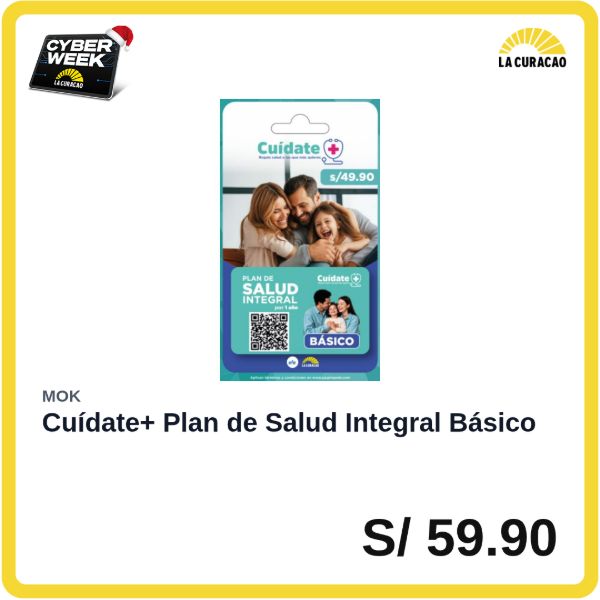 CYBER
WEEK
LA CURACAO
LA CURACAO
Cuídate+
s/49.90
PLAN DE
SALUD
INTEGRAL
por 1 año
Cuídate+
BÁSICO
MOK
Cuídate+ Plan de Salud Integral Básico
S/ 59.90